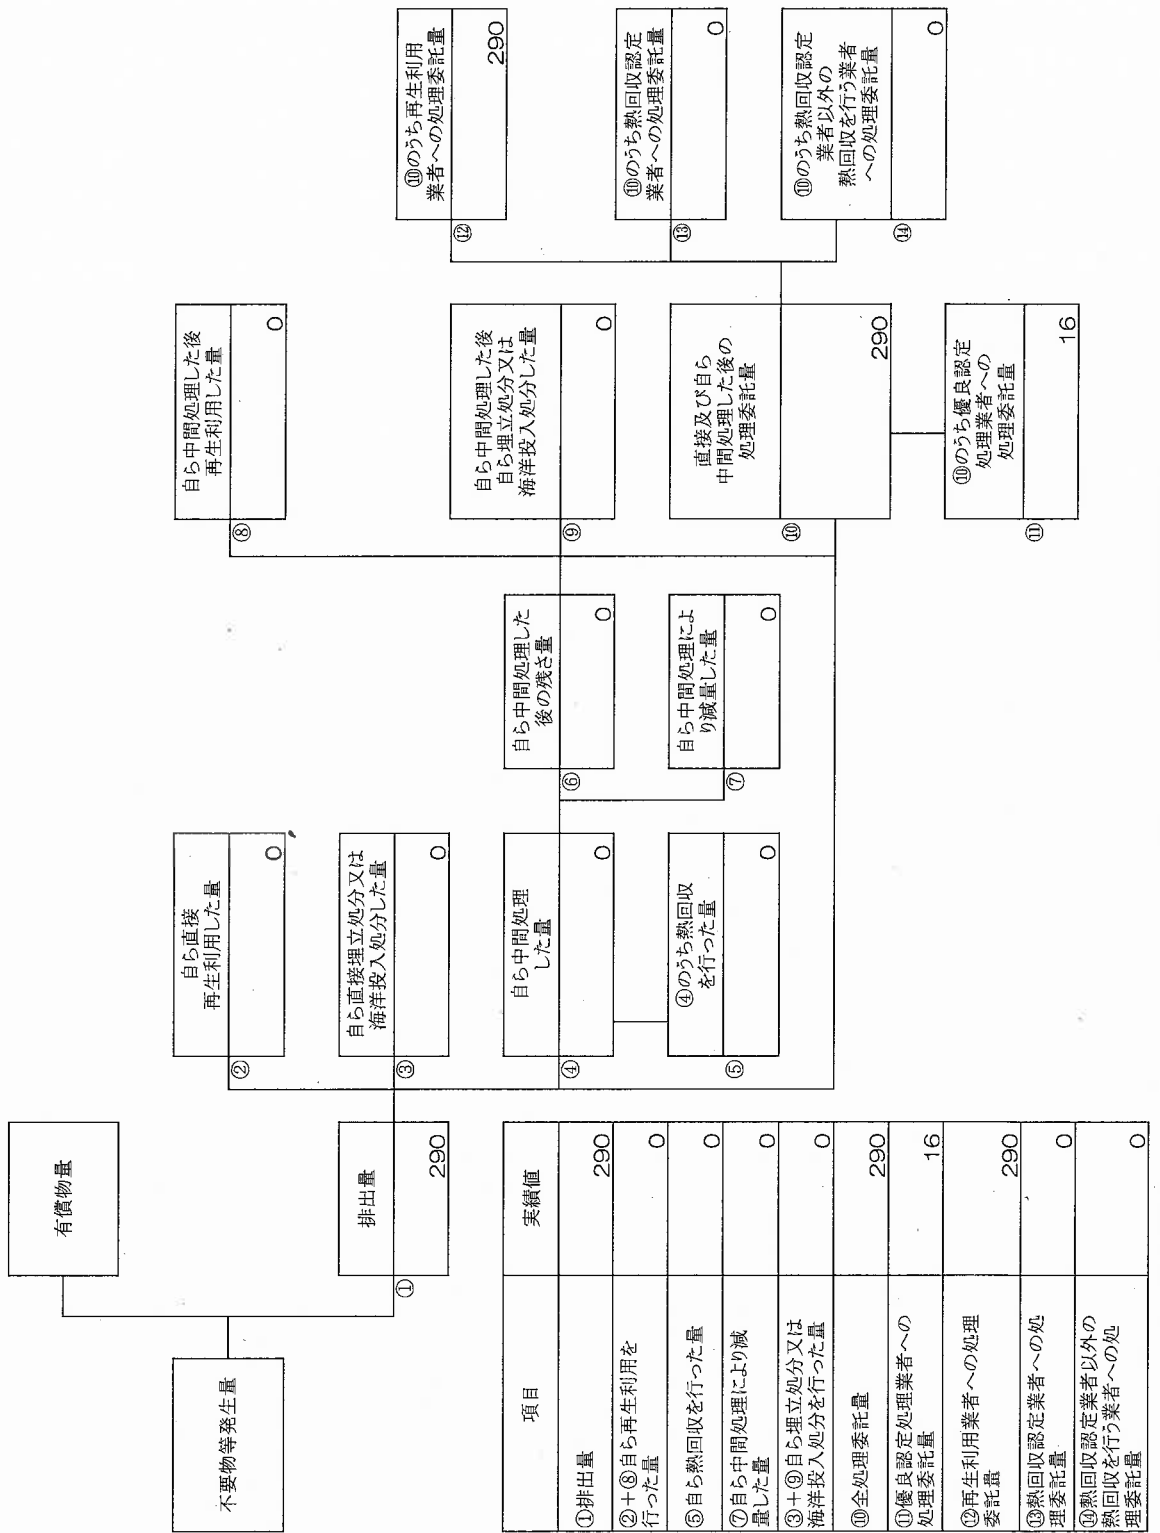 不要物等発生量
有償物量
①
排出量
290
②
自ら直接
再生利用した量
0
③
自ら直接埋立処分又は
海洋投入処分した量
0
④
自ら中間処理
した量
0
⑤
④のうち熱回収
を行った量
0
⑥
自ら中間処理した
後の残さ量
0
⑦
自ら中間処理によ
り減量した量
0
⑧
自ら中間処理した後
再生利用した量
0
⑨
自ら中間処理した後
自ら埋立処分又は
海洋投入処分した量
0
⑩
直接及び自ら
中間処理した後の
処理委託量
290
⑪
⑩のうち優良認定
処理業者への
処理委託量
16
⑫
⑩のうち再生利用
業者への処理委託量
290
⑬
⑩のうち熱回収認定
業者への処理委託量
0
⑭
⑩のうち熱回収認定
業者以外の
熱回収を行う業者
への処理委託量
0
項目
実績値
①排出量
290
②+⑧自ら再生利用を
行った量
0
⑤自ら熱回収を行った量
0
⑦自ら中間処理により減
量した量
0
③+⑨自ら埋立処分又は
海洋投入処分を行った量
0
⑩全処理委託量
290
⑪優良認定処理業者への
処理委託量
16
⑫再生利用業者への処理
委託量
290
⑬熱回収認定業者への処
理委託量
0
⑭熱回収認定業者以外の
熱回収を行う業者への処
理委託量
0